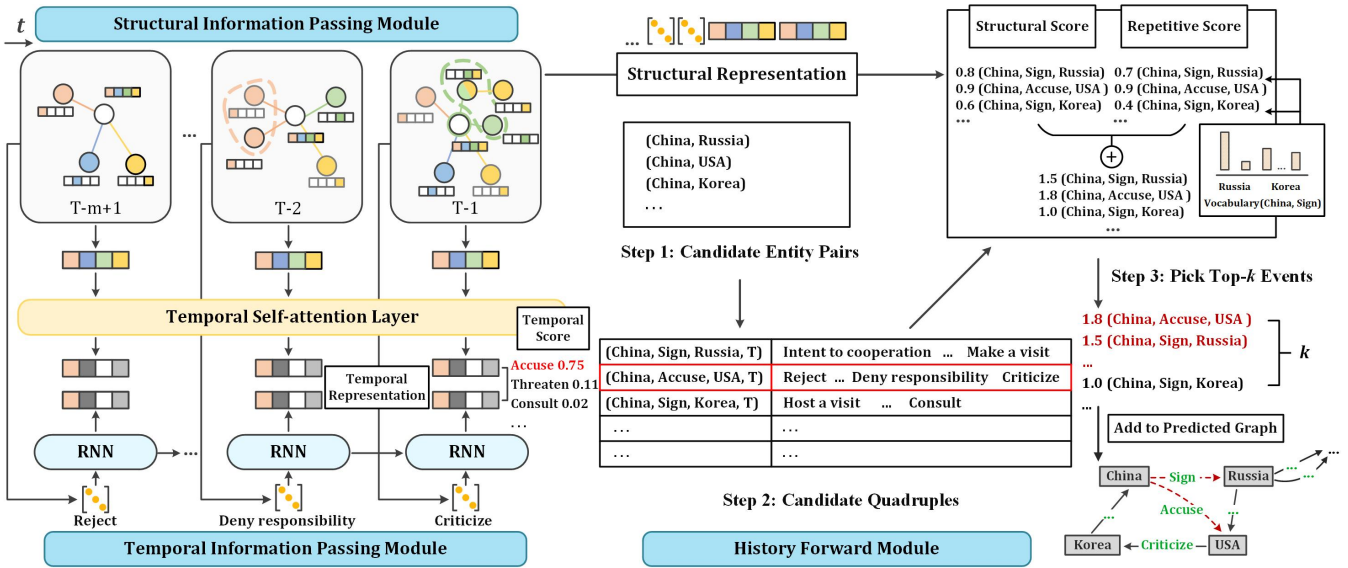 Structural Information Passing Module
t
T-m+1
...
T-2
T-1
Temporal Self-attention Layer
Temporal
Score
Accuse 0.75
Threaten 0.11
Consult 0.02
...
Temporal
Representation
RNN
...
RNN
RNN
Reject
Deny responsibility
Criticize
Temporal Information Passing Module
...
Structural Representation
(China, Russia)
(China, USA)
(China, Korea)
...
Step 1: Candidate Entity Pairs
(China, Sign, Russia, T) Intent to cooperation ... Make a visit
(China, Accuse, USA, T) Reject ... Deny responsibility Criticize
(China, Sign, Korea, T) Host a visit ... Consult
... ...
... ...
Step 2: Candidate Quadruples
History Forward Module
Structural Score Repetitive Score
0.8 (China, Sign, Russia) 0.7 (China, Sign, Russia)
0.9 (China, Accuse, USA) 0.9 (China, Accuse, USA)
0.6 (China, Sign, Korea) 0.4 (China, Sign, Korea)
... ...
+
1.5 (China, Sign, Russia)
1.8 (China, Accuse, USA )
1.0 (China, Sign, Korea)
...
...
Russia Korea
Vocabulary(China, Sign)
Step 3: Pick Top-k Events
1.8 (China, Accuse, USA )
1.5 (China, Sign, Russia)
...
1.0 (China, Sign, Korea)
...
k
Add to Predicted Graph
China Sign Russia ... ...
...
Accuse
... ...
Korea Criticize USA